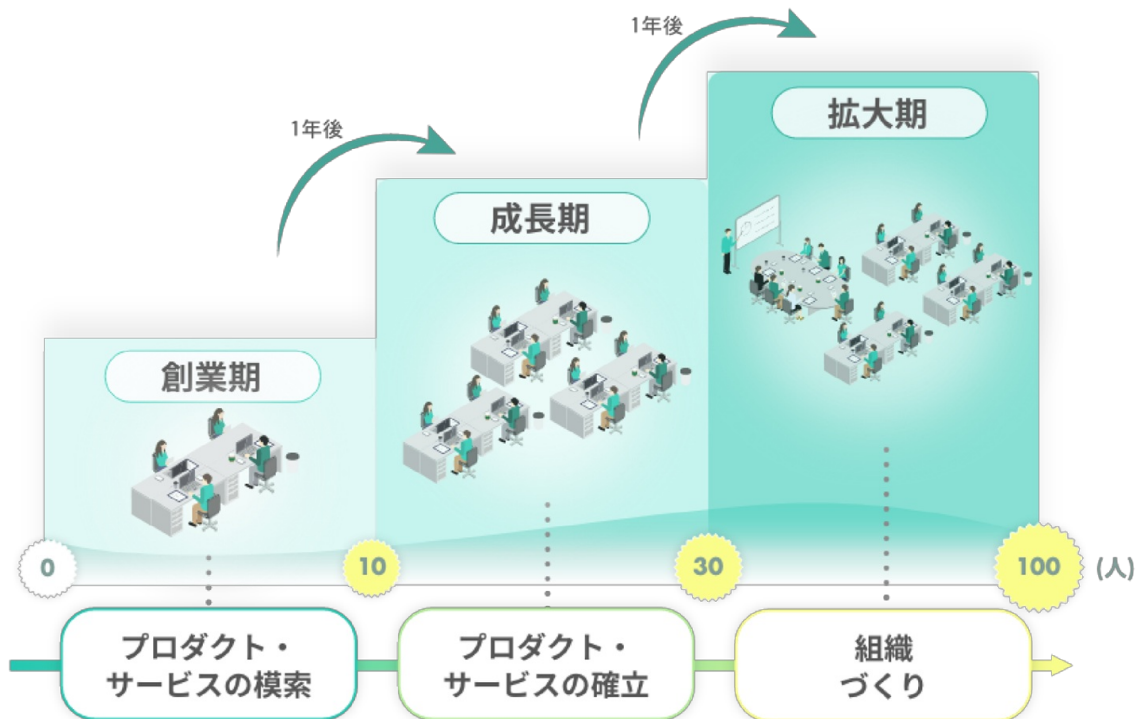 1年後
1年後
拡大期
成長期
創業期
0
10
30
100
(人)
プロダクト・
サービスの模索
プロダクト・
サービスの確立
組織
づくり